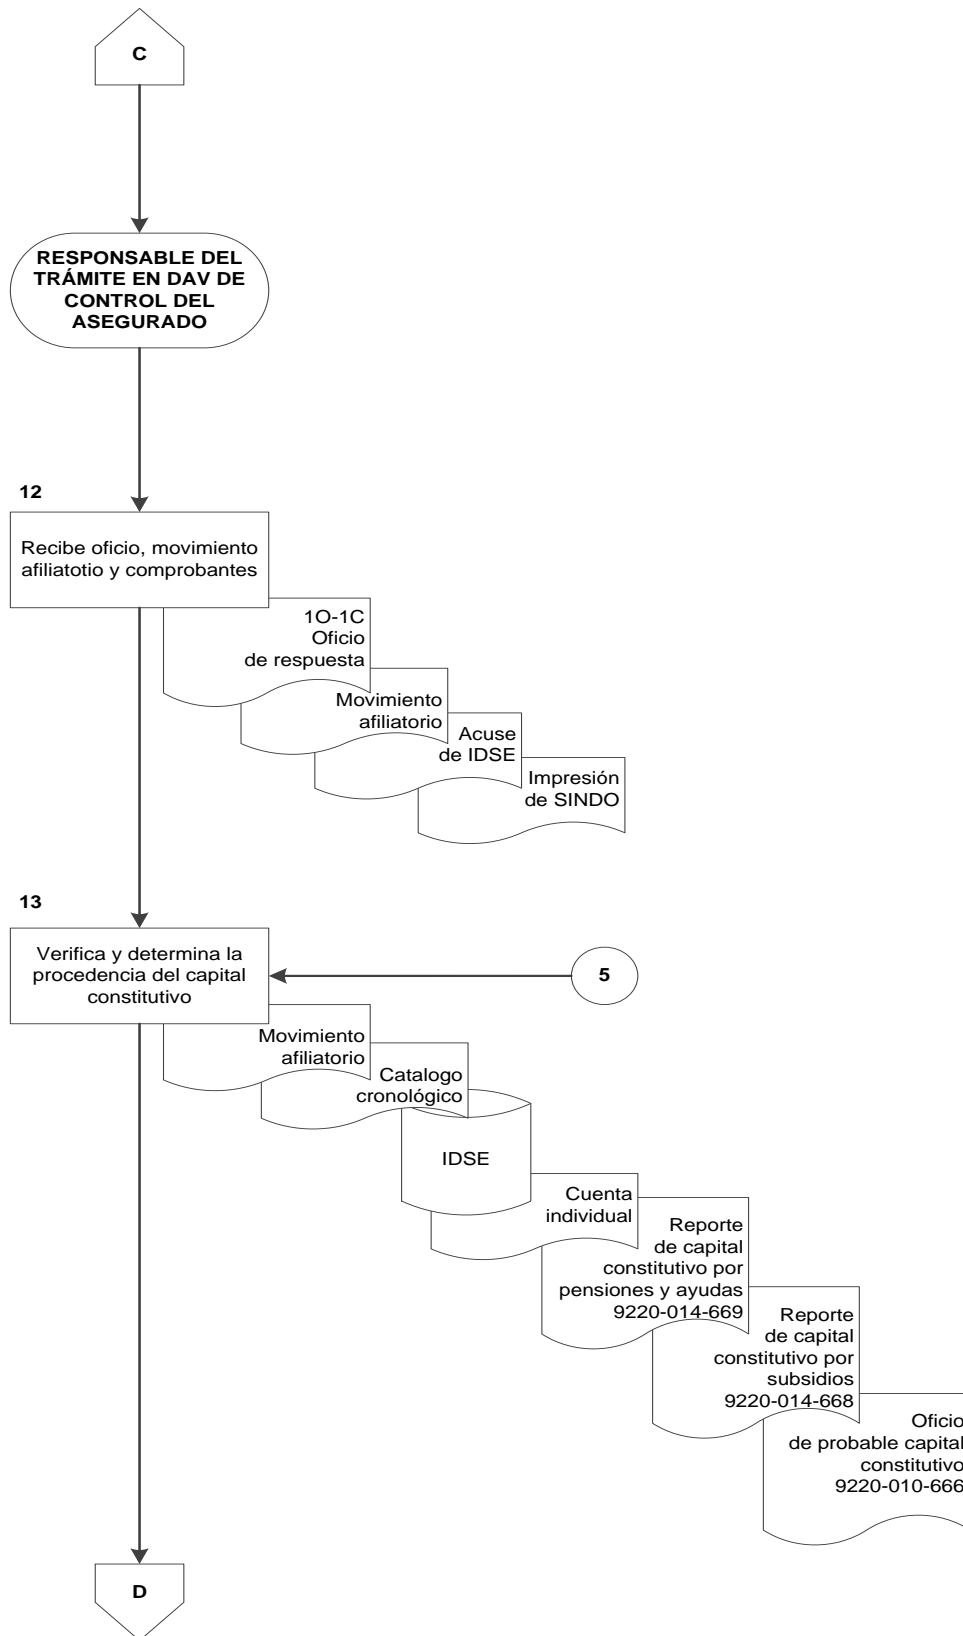 C
RESPONSABLE DEL
TRÁMITE EN DAV DE
CONTROL DEL
ASEGURADO
12
Recibe oficio, movimiento
afiliatotio y comprobantes
1O-1C
Oficio
de respuesta
Movimiento
afiliatorio
Acuse
de IDSE
Impresión
de SINDO
13
Verifica y determina la
procedencia del capital
constitutivo
5
Movimiento
afiliatorio
Catalogo
cronológico
IDSE
Cuenta
individual
Reporte
de capital
constitutivo por
pensiones y ayudas
9220-014-669
Reporte
de capital
constitutivo por
subsidios
9220-014-668
Oficio
de probable capital
constitutivo
9220-010-666
D